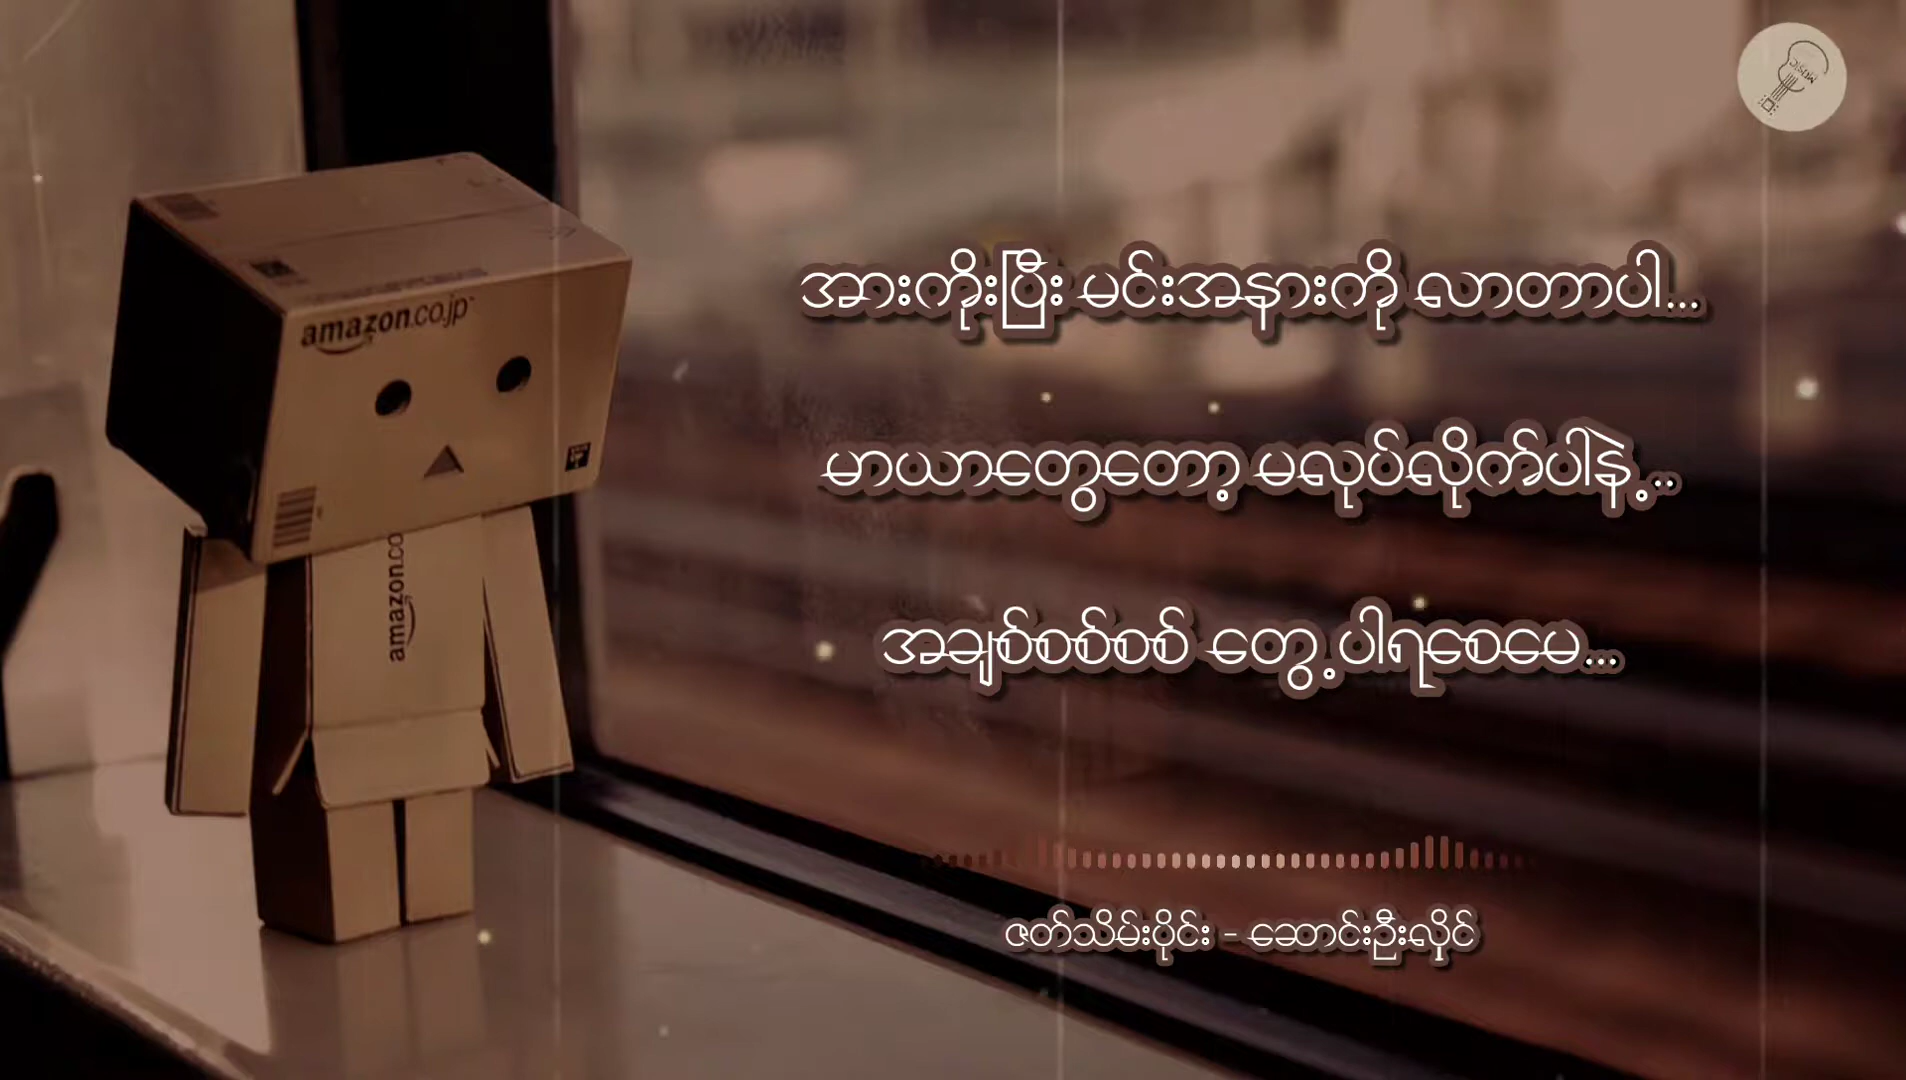 အားကိုးပြီး မင်းအနားကို လာတာပါ...
မာယာတွေတော့ မလုပ်လိုက်ပါနဲ့..
အချစ်စစ်စစ် တွေ့ပါရစေမေ...
ဇတ်သိမ်းပိုင်း - ဆောင်းဦးလှိုင်
amazon.co.jp
amazon.co
MUSIC